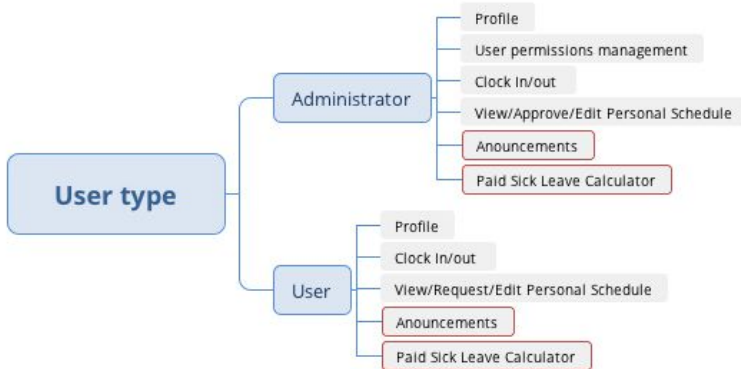 User type
Administrator
Profile
User permissions management
Clock In/out
View/Approve/Edit Personal Schedule
Anouncements
Paid Sick Leave Calculator
User
Profile
Clock In/out
View/Request/Edit Personal Schedule
Anouncements
Paid Sick Leave Calculator